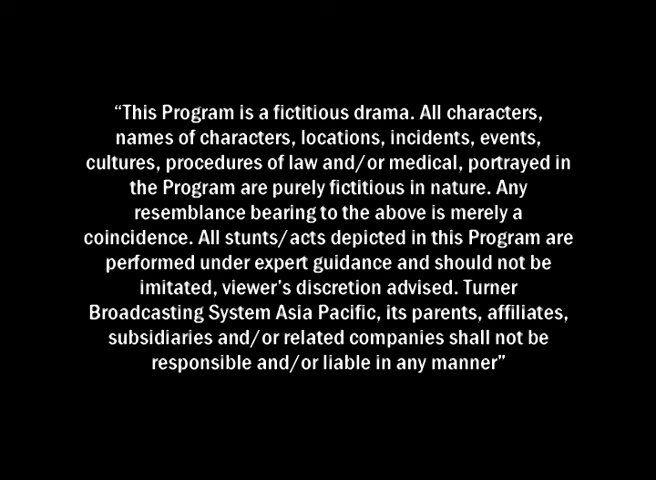 “This Program is a fictitious drama. All characters,
names of characters, locations, incidents, events,
cultures, procedures of law and/or medical, portrayed in
the Program are purely fictitious in nature. Any
resemblance bearing to the above is merely a
coincidence. All stunts/acts depicted in this Program are
performed under expert guidance and should not be
imitated, viewer’s discretion advised. Turner
Broadcasting System Asia Pacific, its parents, affiliates,
subsidiaries and/or related companies shall not be
responsible and/or liable in any manner”